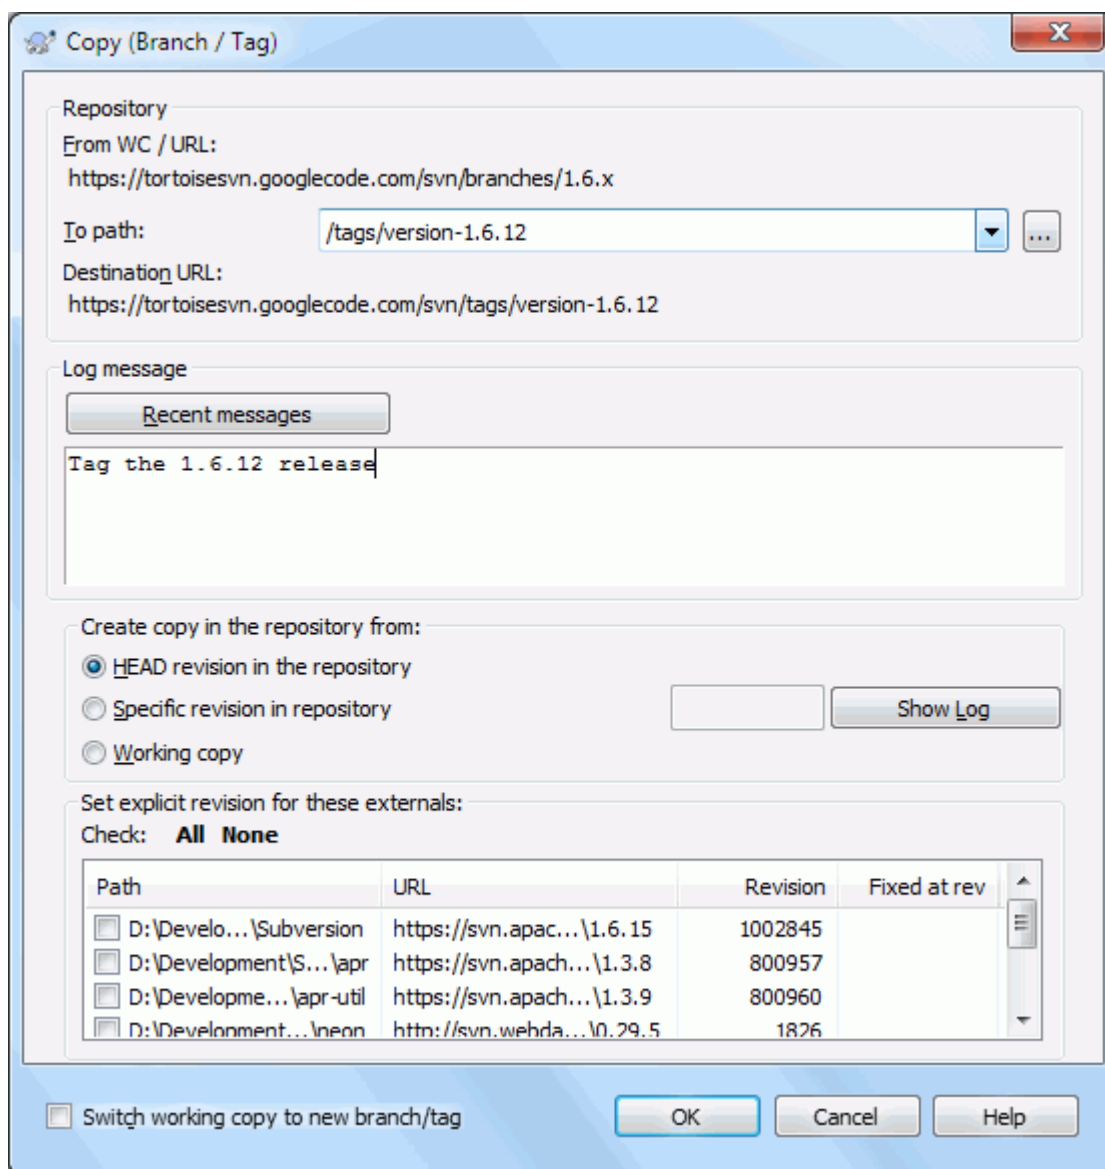 Copy (Branch / Tag)
Repository
From WC / URL:
https://tortoisesvn.googlecode.com/svn/branches/1.6.x
To path: /tags/version-1.6.12 ...
Destination URL:
https://tortoisesvn.googlecode.com/svn/tags/version-1.6.12
Log message
Recent messages
Tag the 1.6.12 release
Create copy in the repository from:
HEAD revision in the repository
Specific revision in repository Show Log
Working copy
Set explicit revision for these externals:
Check: All None
Path URL Revision Fixed at rev
D:\Develo...\Subversion https://svn.apac...\1.6.15 1002845
D:\Development\S...\apr https://svn.apach...\1.3.8 800957
D:\Developme...\apr-util https://svn.apach...\1.3.9 800960
D:\Development...\neon http://svn.webda...\0.29.5 1826
Switch working copy to new branch/tag OK Cancel Help